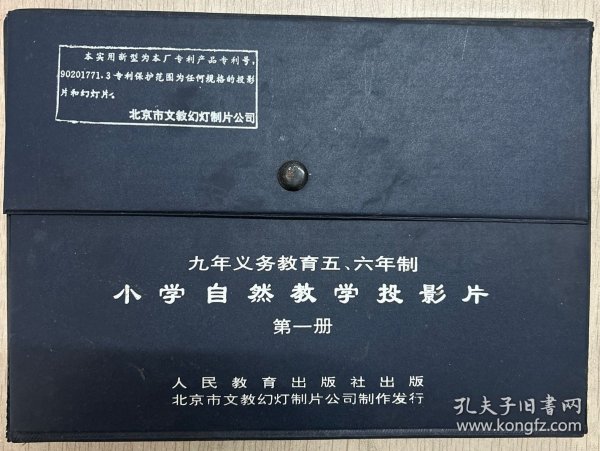 本实用新型为本厂专利产品专利号,
90201771.3专利保护范围为任何规格的投影
片和幻灯片。
北京市文教幻灯制片公司
九年义务教育五、六年制
小学自然教学投影片
第一册
人民教育出版社出版
北京市文教幻灯制片公司制作发行
孔夫子旧书网
www.kongfz.com